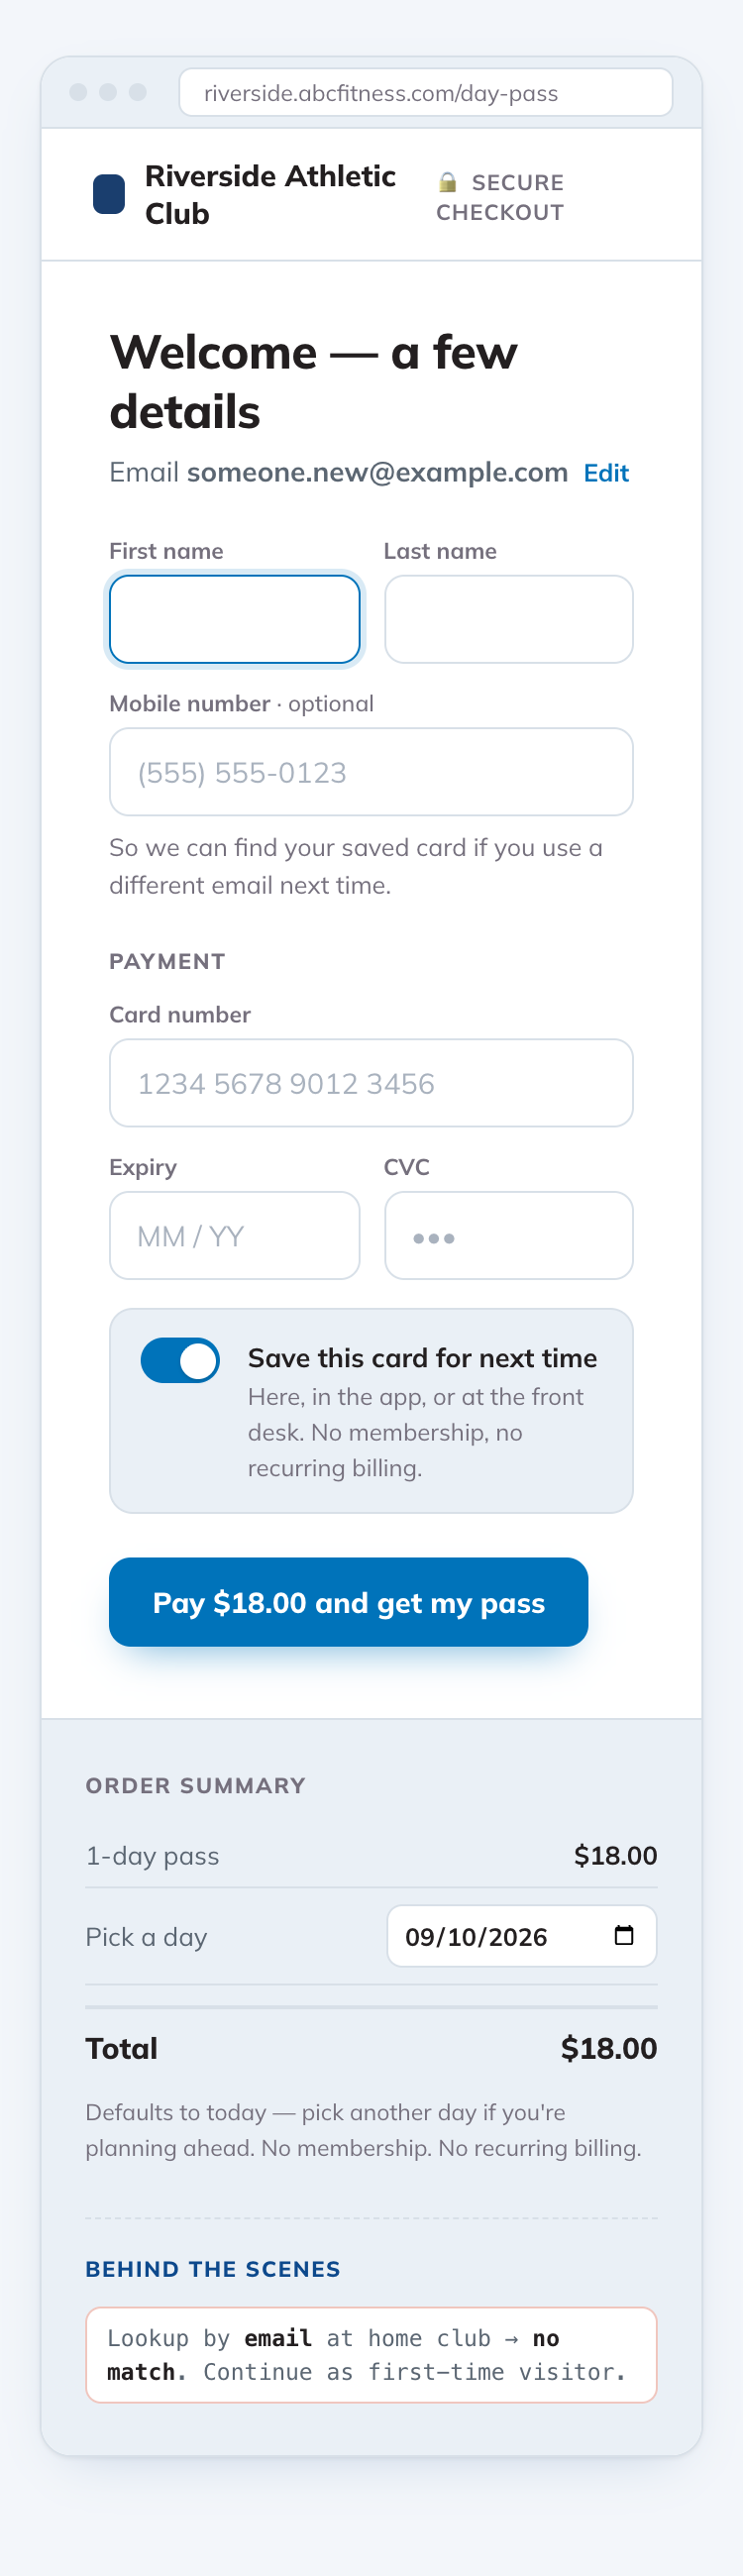 riverside.abcfitness.com/day-pass
Riverside Athletic
Club
🔒 SECURE
CHECKOUT
Welcome — a few
details
Email someone.new@example.com Edit
First name Last name
Mobile number · optional
(555) 555-0123
So we can find your saved card if you use a
different email next time.
PAYMENT
Card number
1234 5678 9012 3456
Expiry CVC
MM / YY •••
Save this card for next time
Here, in the app, or at the front
desk. No membership, no
recurring billing.
Pay $18.00 and get my pass
ORDER SUMMARY
1-day pass $18.00
Pick a day 09/10/2026
Total $18.00
Defaults to today — pick another day if you're
planning ahead. No membership. No recurring billing.
BEHIND THE SCENES
Lookup by email at home club → no
match. Continue as first-time visitor.